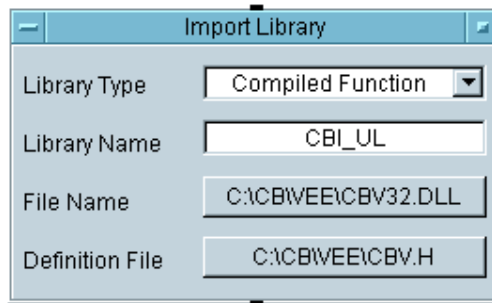 Import Library
Library Type Compiled Function
Library Name CBI_UL
File Name C:\CB\VEE\CBV32.DLL
Definition File C:\CB\VEE\CBV.H